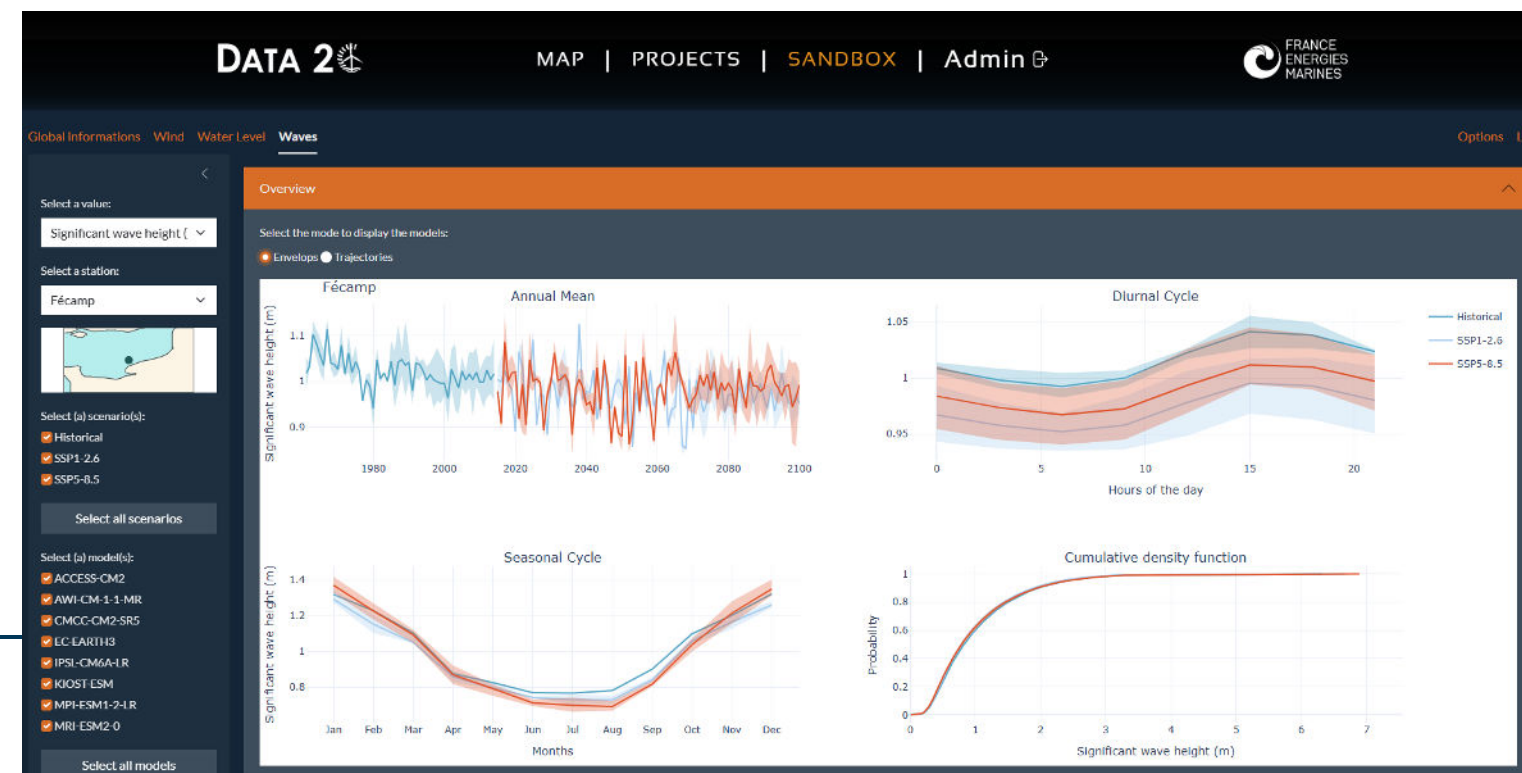 DATA 2
MAP | PROJECTS | SANDBOX | Admin
FRANCE
ENERGIES
MARINES
Global Informations Wind Water Level Waves
Options
Select a value:
Significant wave height (
Select a station:
Fécamp
Select (a) scenario(s):
Historical
SSP1-2.6
SSP5-8.5
Select all scenarios
Select (a) model(s):
ACCESS-CM2
AWI-CM-1-1-MR
CMCC-CM2-SR5
EC-EARTH3
IPSL-CM6A-LR
KIOST-ESM
MPI-ESM1-2-LR
MRI-ESM2-0
Select all models
Overview
Select the mode to display the models:
Envelops Trajectories
Fécamp
Annual Mean
Significant wave height (m)
1.1
1
0.9
1980 2000 2020 2040 2060 2080 2100
Diurnal Cycle
1.05
1
0.95
0 5 10 15 20
Hours of the day
Historical
SSP1-2.6
SSP5-8.5
Seasonal Cycle
Significant wave height (m)
1.4
1.2
1
0.8
Jan Feb Mar Apr May Jun Jul Aug Sep Oct Nov Dec
Months
Cumulative density function
Probability
1
0.8
0.6
0.4
0.2
0
0 1 2 3 4 5 6 7
Significant wave height (m)